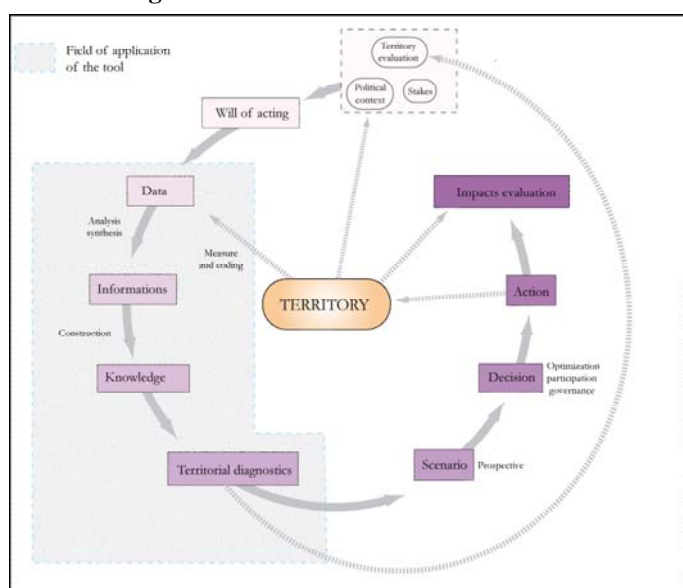 Field of application
of the tool
Territory
evaluation
Political
context
Stakes
Will of acting
Data
Impacts evaluation
Analysis
synthesis
Measure
and coding
Informations
TERRITORY
Action
Construction
Knowledge
Decision
Optimization
participation
governance
Territorial diagnostics
Scenario
Prospective